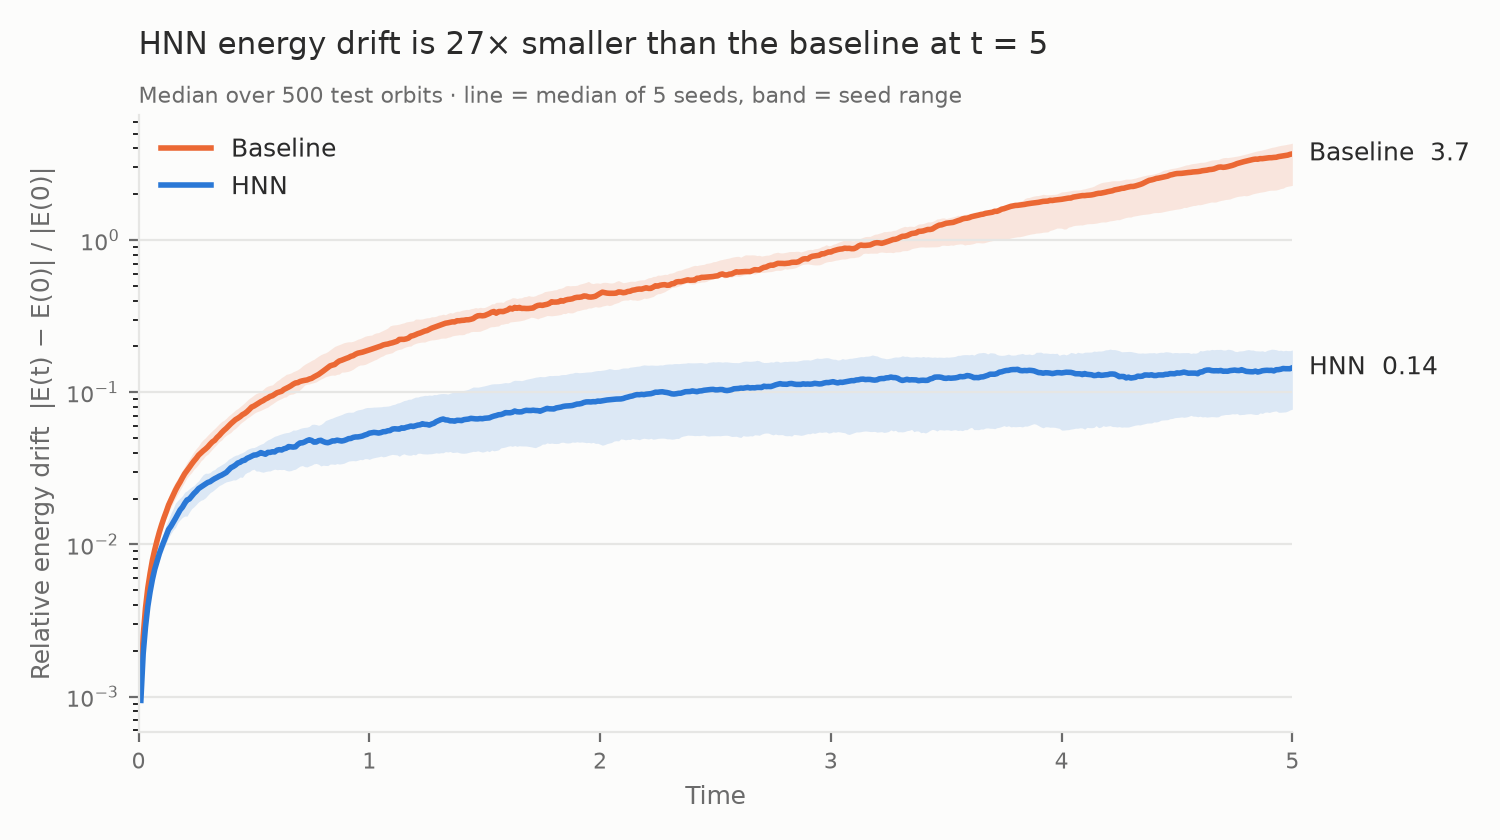 HNN energy drift is 27× smaller than the baseline at t = 5
Median over 500 test orbits · line = median of 5 seeds, band = seed range
Baseline
HNN
Baseline 3.7
HNN 0.14
Relative energy drift |E(t) − E(0)| / |E(0)|
10⁰
10⁻¹
10⁻²
10⁻³
0 1 2 3 4 5
Time